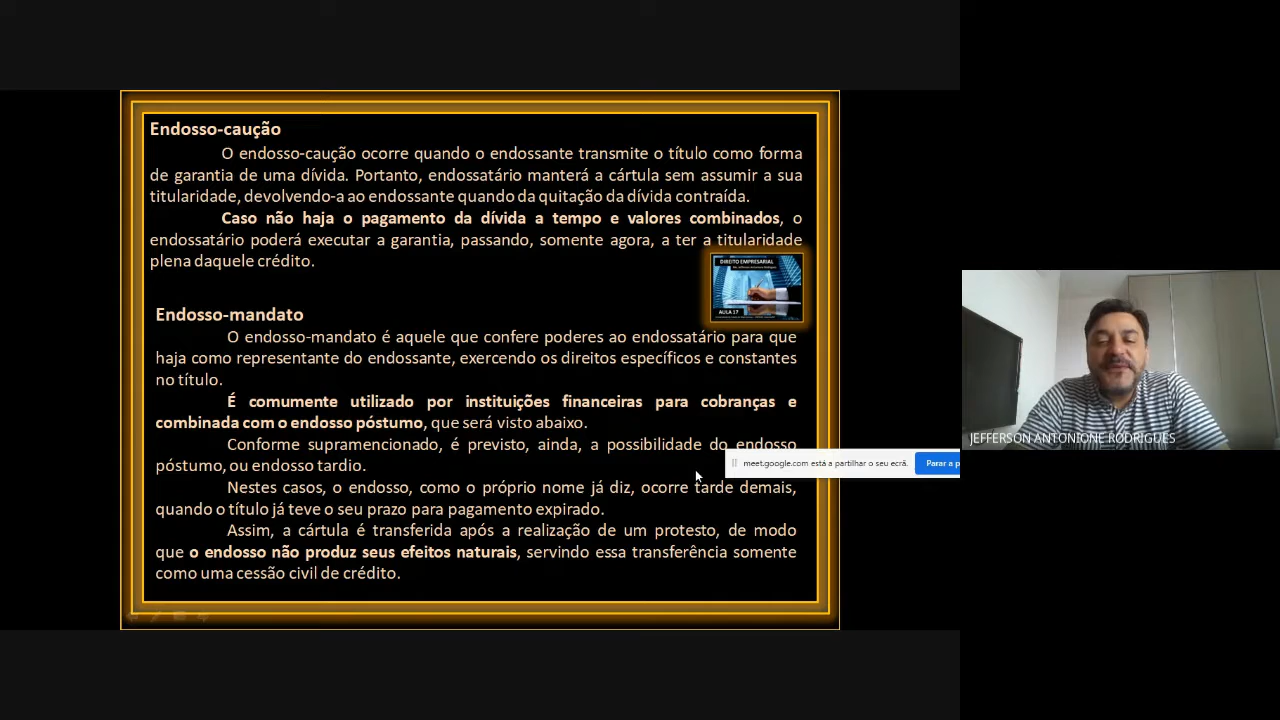 Endosso-caução
O endosso-caução ocorre quando o endossante transmite o título como forma
de garantia de uma dívida. Portanto, endossatário manterá a cártula sem assumir a sua
titularidade, devolvendo-a ao endossante quando da quitação da dívida contraída.
Caso não haja o pagamento da dívida a tempo e valores combinados, o
endossatário poderá executar a garantia, passando, somente agora, a ter a titularidade
plena daquele crédito.
DIREITO EMPRESARIAL
AULA 17
Endosso-mandato
O endosso-mandato é aquele que confere poderes ao endossatário para que
haja como representante do endossante, exercendo os direitos específicos e constantes
no título.
É comumente utilizado por instituições financeiras para cobranças e
combinada com o endosso póstumo, que será visto abaixo.
Conforme supramencionado, é previsto, ainda, a possibilidade do endosso
póstumo, ou endosso tardio.
Nestes casos, o endosso, como o próprio nome já diz, ocorre tarde demais,
quando o título já teve o seu prazo para pagamento expirado.
Assim, a cártula é transferida após a realização de um protesto, de modo
que o endosso não produz seus efeitos naturais, servindo essa transferência somente
como uma cessão civil de crédito.
meet.google.com está a partilhar o seu ecrã.
Parar a p
JEFFERSON ANTONIONE RODRIGUES